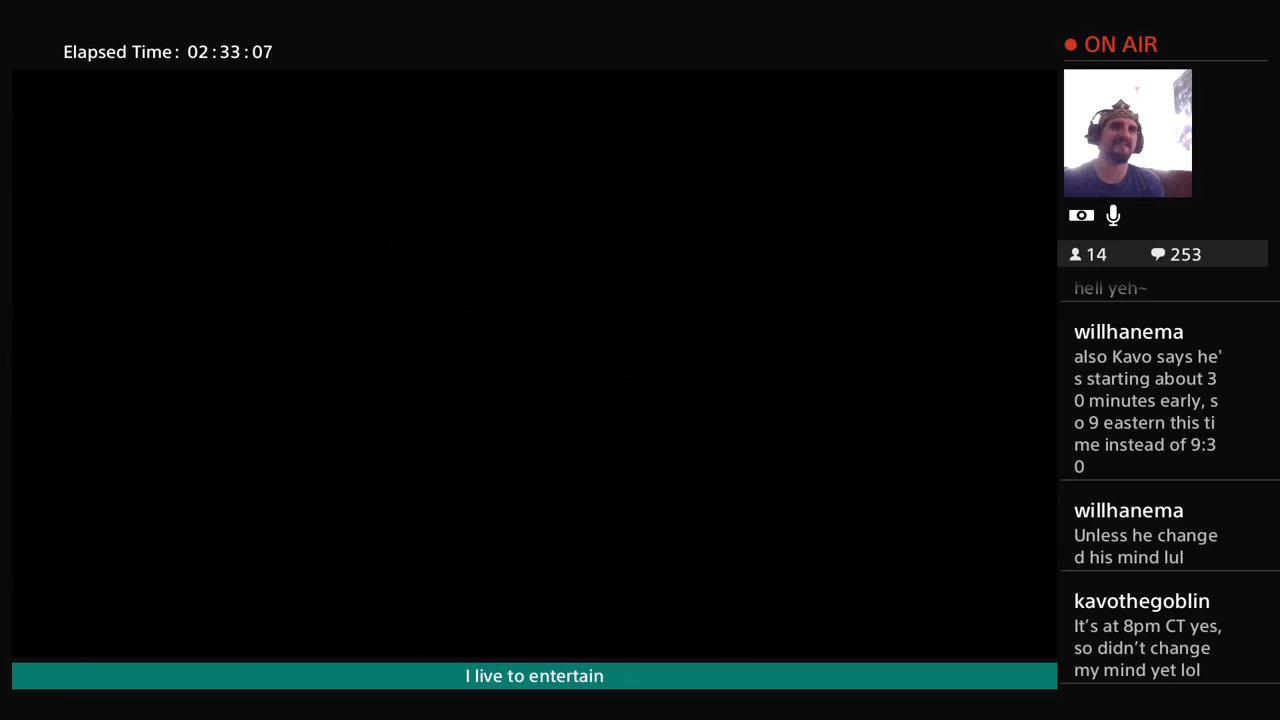 Elapsed Time: 02:33:07
ON AIR
14 253
hell yeh~
willhanema
also Kavo says he'
s starting about 3
0 minutes early, s
o 9 eastern this ti
me instead of 9:3
0
willhanema
Unless he change
d his mind lul
kavothegoblin
It’s at 8pm CT yes,
so didn’t change
my mind yet lol
I live to entertain